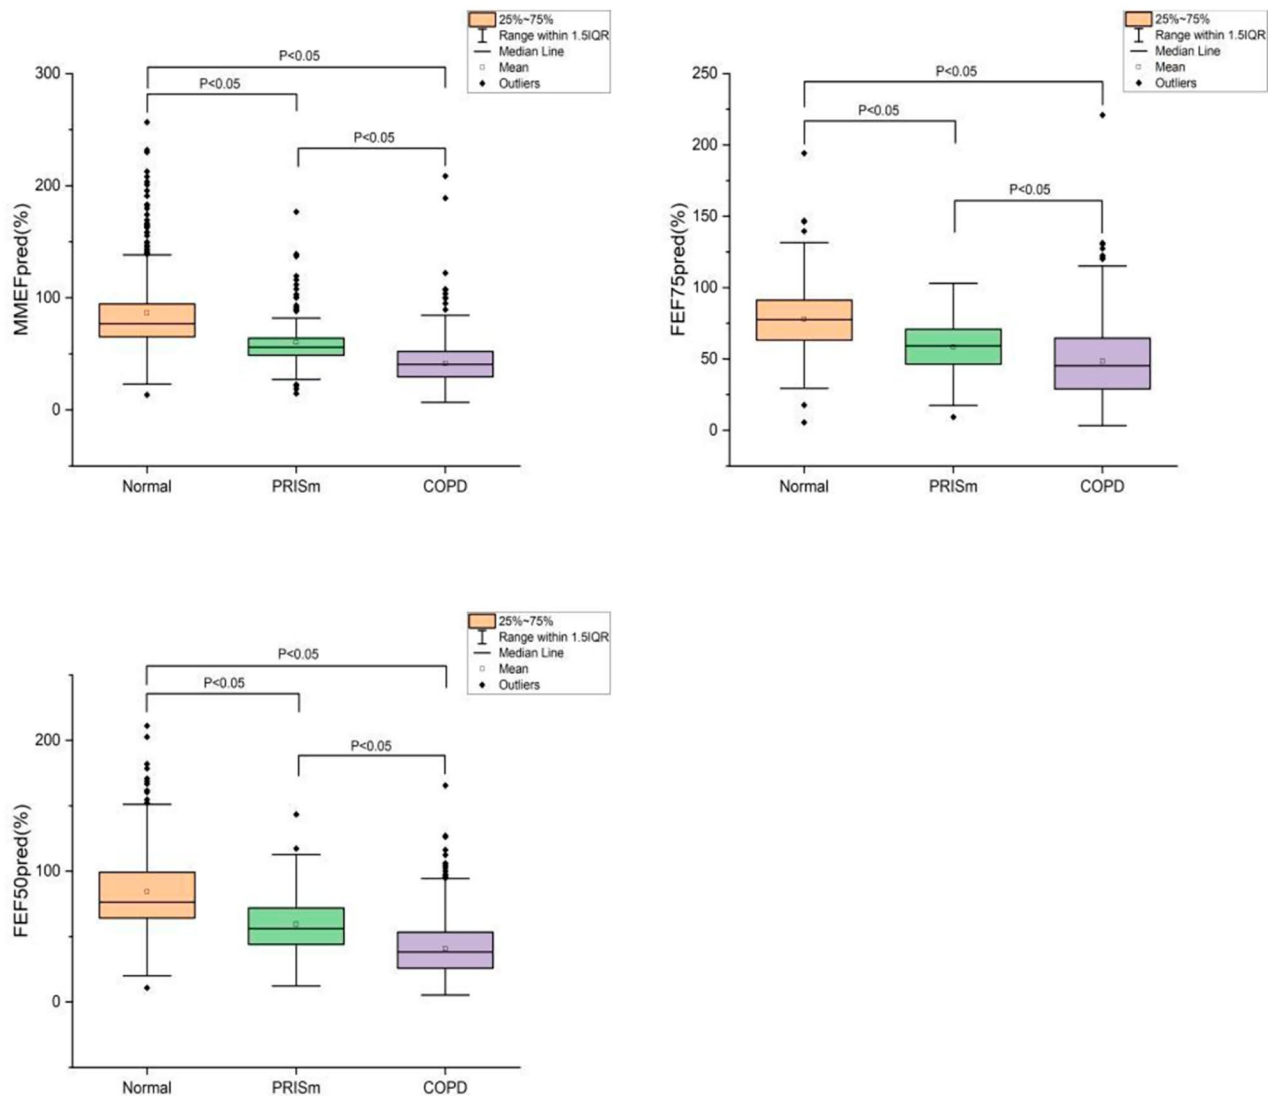 25%~75%
Range within 1.5IQR
Median Line
Mean
Outliers
P<0.05
P<0.05
P<0.05
300
200
100
0
MMEFpred(%)
Normal
PRISm
COPD
25%~75%
Range within 1.5IQR
Median Line
Mean
Outliers
P<0.05
P<0.05
P<0.05
250
200
150
100
50
0
FEF75pred(%)
Normal
PRISm
COPD
25%~75%
Range within 1.5IQR
Median Line
Mean
Outliers
P<0.05
P<0.05
P<0.05
200
100
0
FEF50pred(%)
Normal
PRISm
COPD